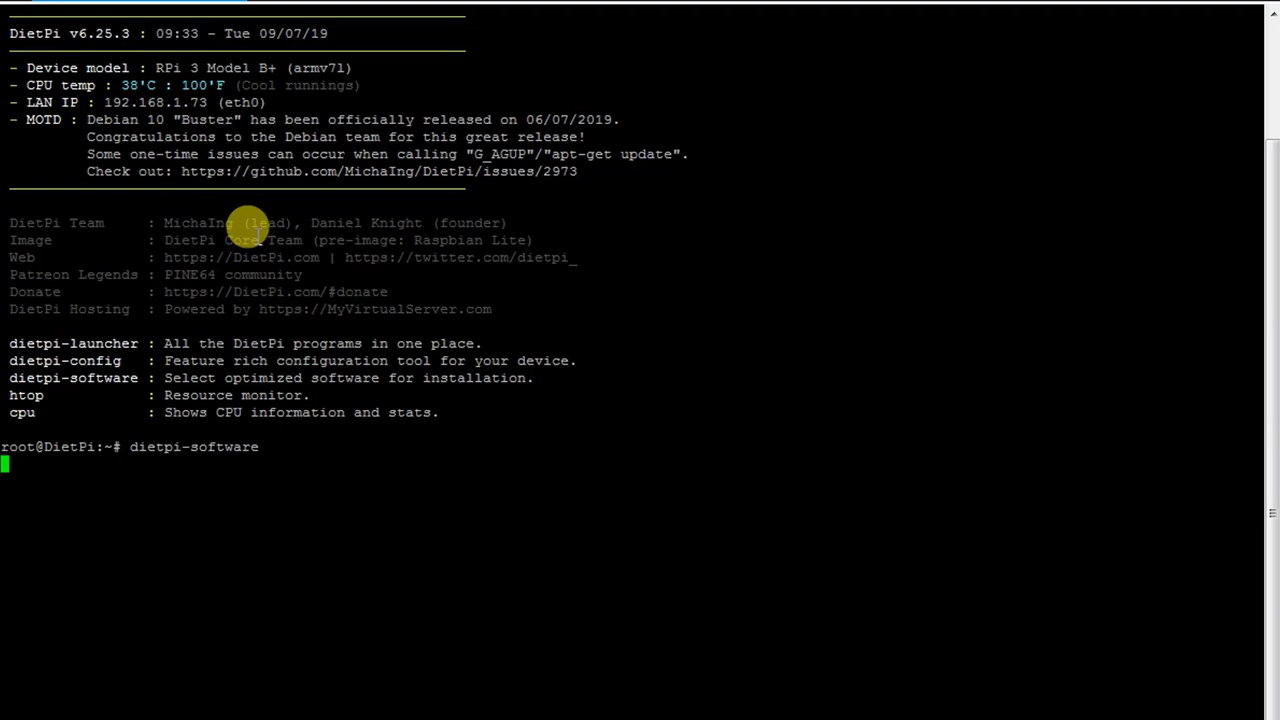 DietPi v6.25.3 : 09:33 - Tue 09/07/19
- Device model : RPi 3 Model B+ (armv7l)
- CPU temp : 38'C : 100'F (Cool runnings)
- LAN IP : 192.168.1.73 (eth0)
- MOTD : Debian 10 "Buster" has been officially released on 06/07/2019.
Congratulations to the Debian team for this great release!
Some one-time issues can occur when calling "G_AGUP"/"apt-get update".
Check out: https://github.com/MichaIng/DietPi/issues/2973
DietPi Team : MichaIng (lead), Daniel Knight (founder)
Image : DietPi Core Team (pre-image: Raspbian Lite)
Web : https://DietPi.com | https://twitter.com/dietpi_
Patreon Legends : PINE64 community
Donate : https://DietPi.com/#donate
DietPi Hosting : Powered by https://MyVirtualServer.com
dietpi-launcher : All the DietPi programs in one place.
dietpi-config : Feature rich configuration tool for your device.
dietpi-software : Select optimized software for installation.
htop : Resource monitor.
cpu : Shows CPU information and stats.
root@DietPi:~# dietpi-software